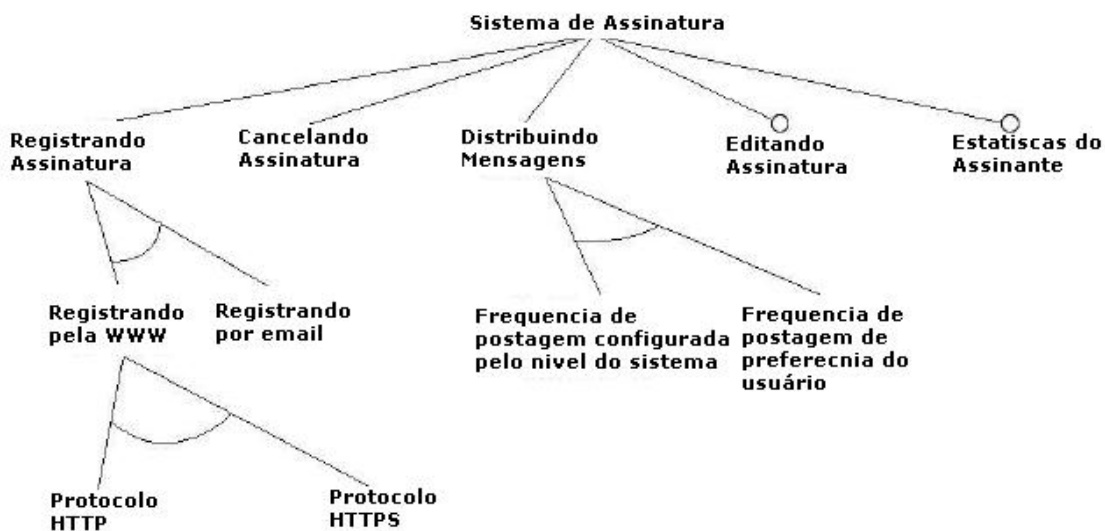 Sistema de Assinatura
Registrando
Assinatura
Cancelando
Assinatura
Distribuindo
Mensagens
Editando
Assinatura
Estatiscas do
Assinante
Registrando
pela WWW
Registrando
por email
Frequencia de
postagem configurada
pelo nivel do sistema
Frequencia de
postagem de
preferecnia do
usuário
Protocolo
HTTP
Protocolo
HTTPS